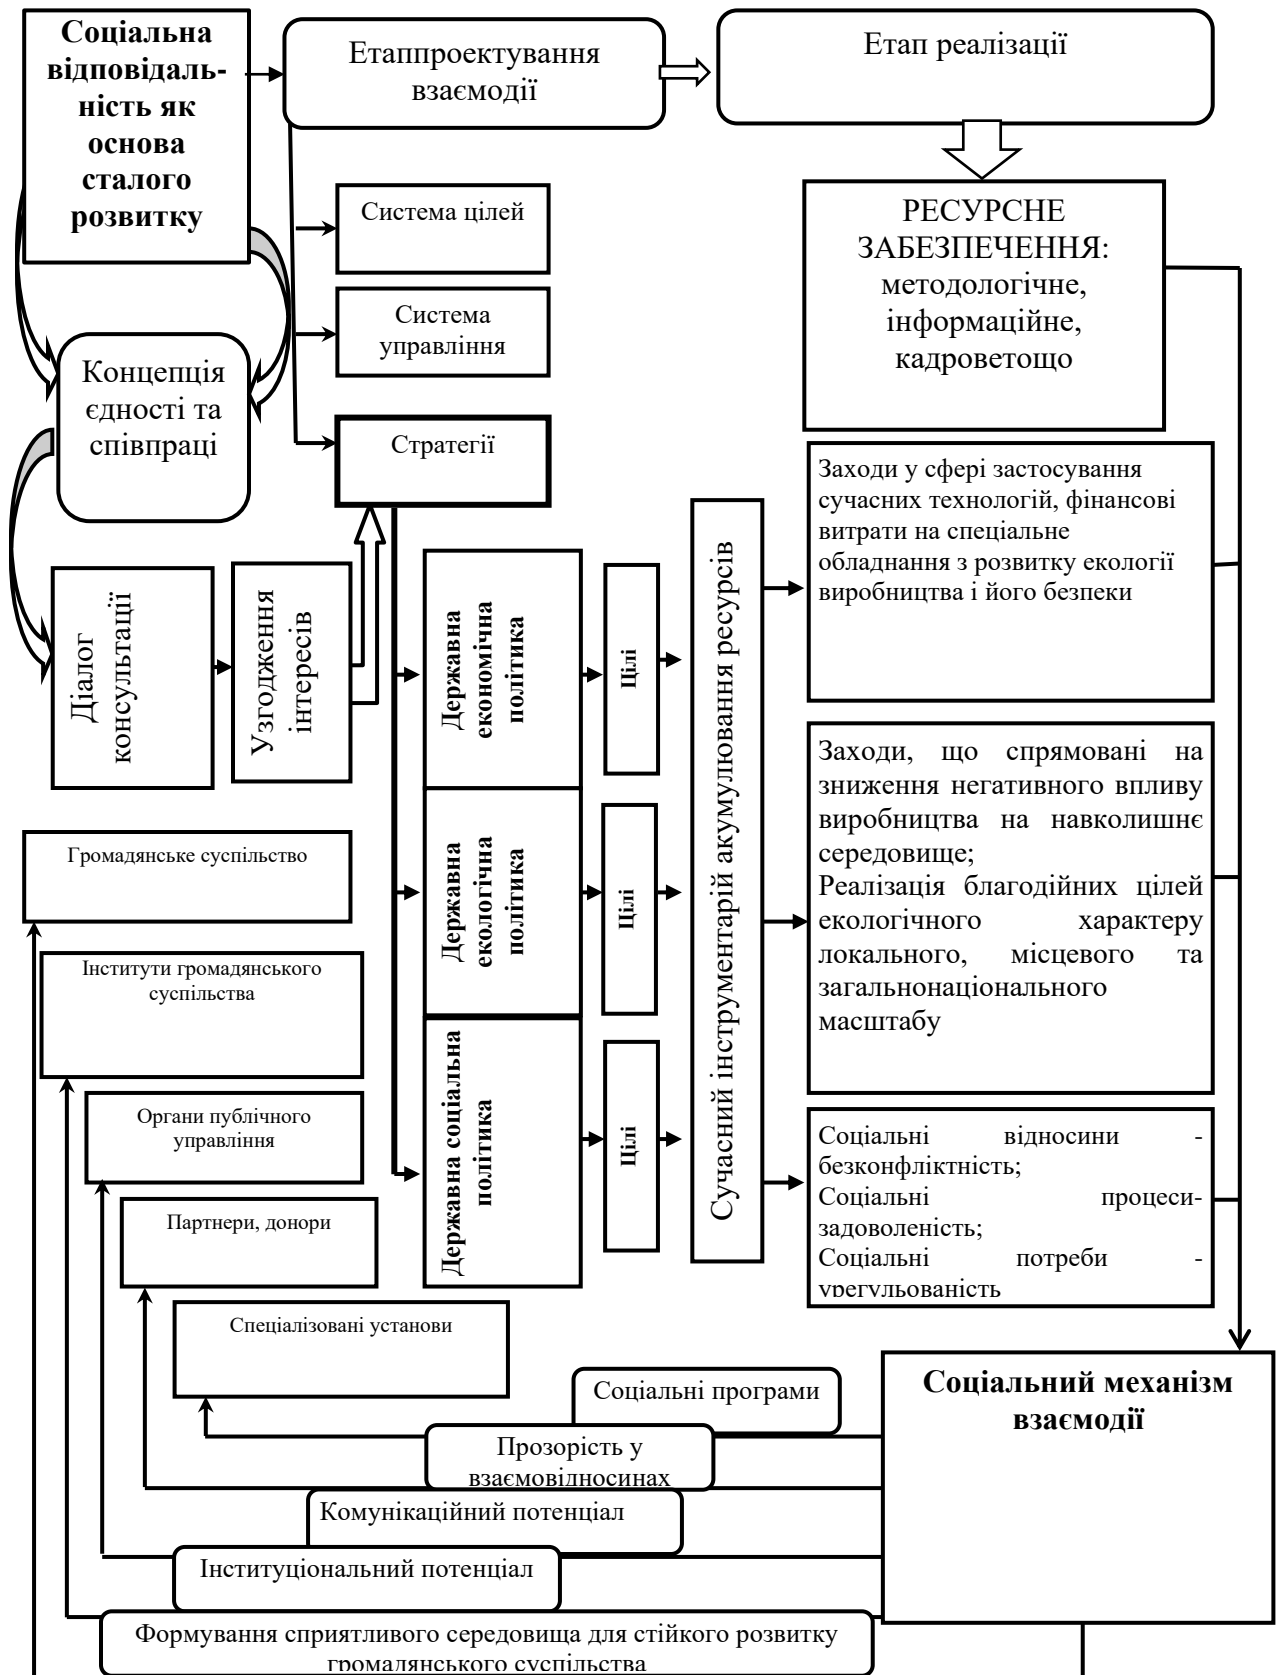 Соціальна
відповідаль-
ність як
основа
сталого
розвитку
Етаппроектування
взаємодії
Етап реалізації
Система цілей
Система
управління
Стратегії
РЕСУРСНЕ
ЗАБЕЗПЕЧЕННЯ:
методологічне,
інформаційне,
кадроветощо
Концепція
єдності та
співпраці
Діалог
консультації
Узгодження
інтересів
Державна
економічна
політика
Цілі
Державна
екологічна
політика
Цілі
Державна соціальна
політика
Цілі
Сучасний інструментарій акумулювання ресурсів
Заходи у сфері застосування
сучасних технологій, фінансові
витрати на спеціальне
обладнання з розвитку екології
виробництва і його безпеки
Заходи, що спрямовані на
зниження негативного впливу
виробництва на навколишнє
середовище;
Реалізація благодійних цілей
екологічного характеру
локального, місцевого та
загальнонаціонального
масштабу
Соціальні відносини -
безконфліктність;
Соціальні процеси-
задоволеність;
Соціальні потреби -
урегульованість
Громадянське суспільство
Інститути громадянського
суспільства
Органи публічного
управління
Партнери, донори
Спеціалізовані установи
Соціальний механізм
взаємодії
Соціальні програми
Прозорість у
взаємовідносинах
Комунікаційний потенціал
Інституціональний потенціал
Формування сприятливого середовища для стійкого розвитку
громадянського суспільства